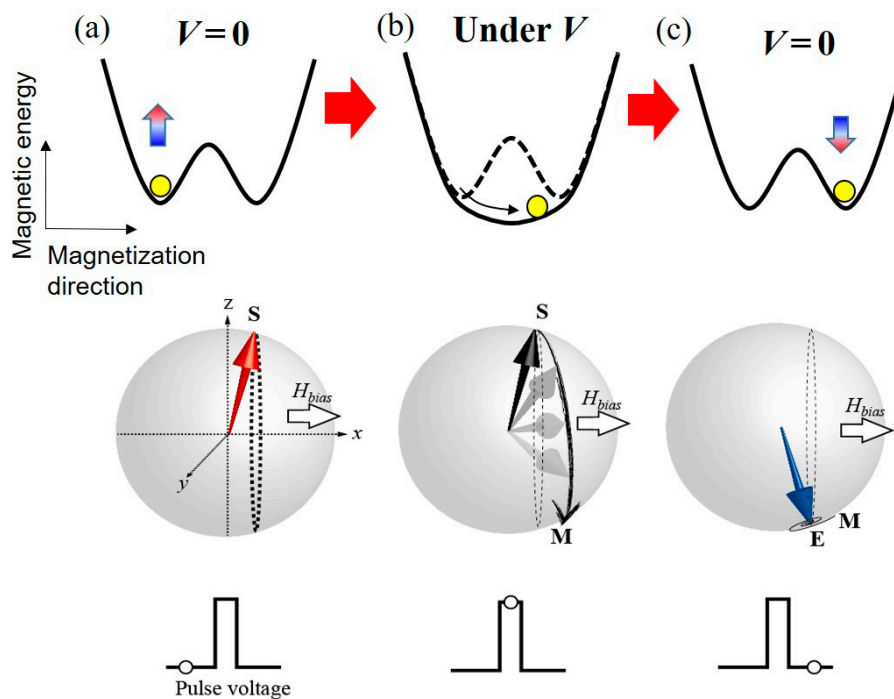 (a)
V = 0
(b)
Under V
(c)
V = 0
Magnetic energy
Magnetization
direction
z
S
H_bias
x
y
S
H_bias
M
H_bias
M
E
Pulse voltage